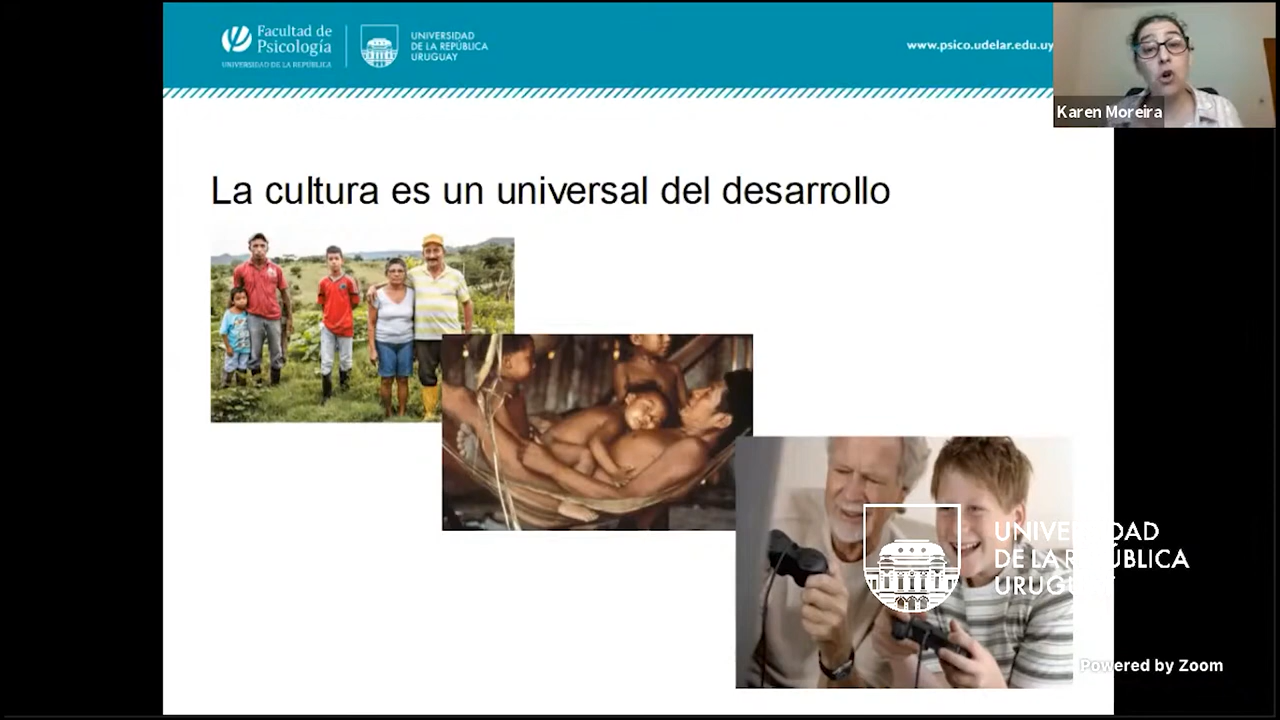 Facultad de
Psicología
UNIVERSIDAD DE LA REPÚBLICA
UNIVERSIDAD
DE LA REPÚBLICA
URUGUAY
www.psico.udelar.edu.uy
Karen Moreira
La cultura es un universal del desarrollo
UNIVERSIDAD
DE LA REPÚBLICA
URUGUAY
Powered by Zoom